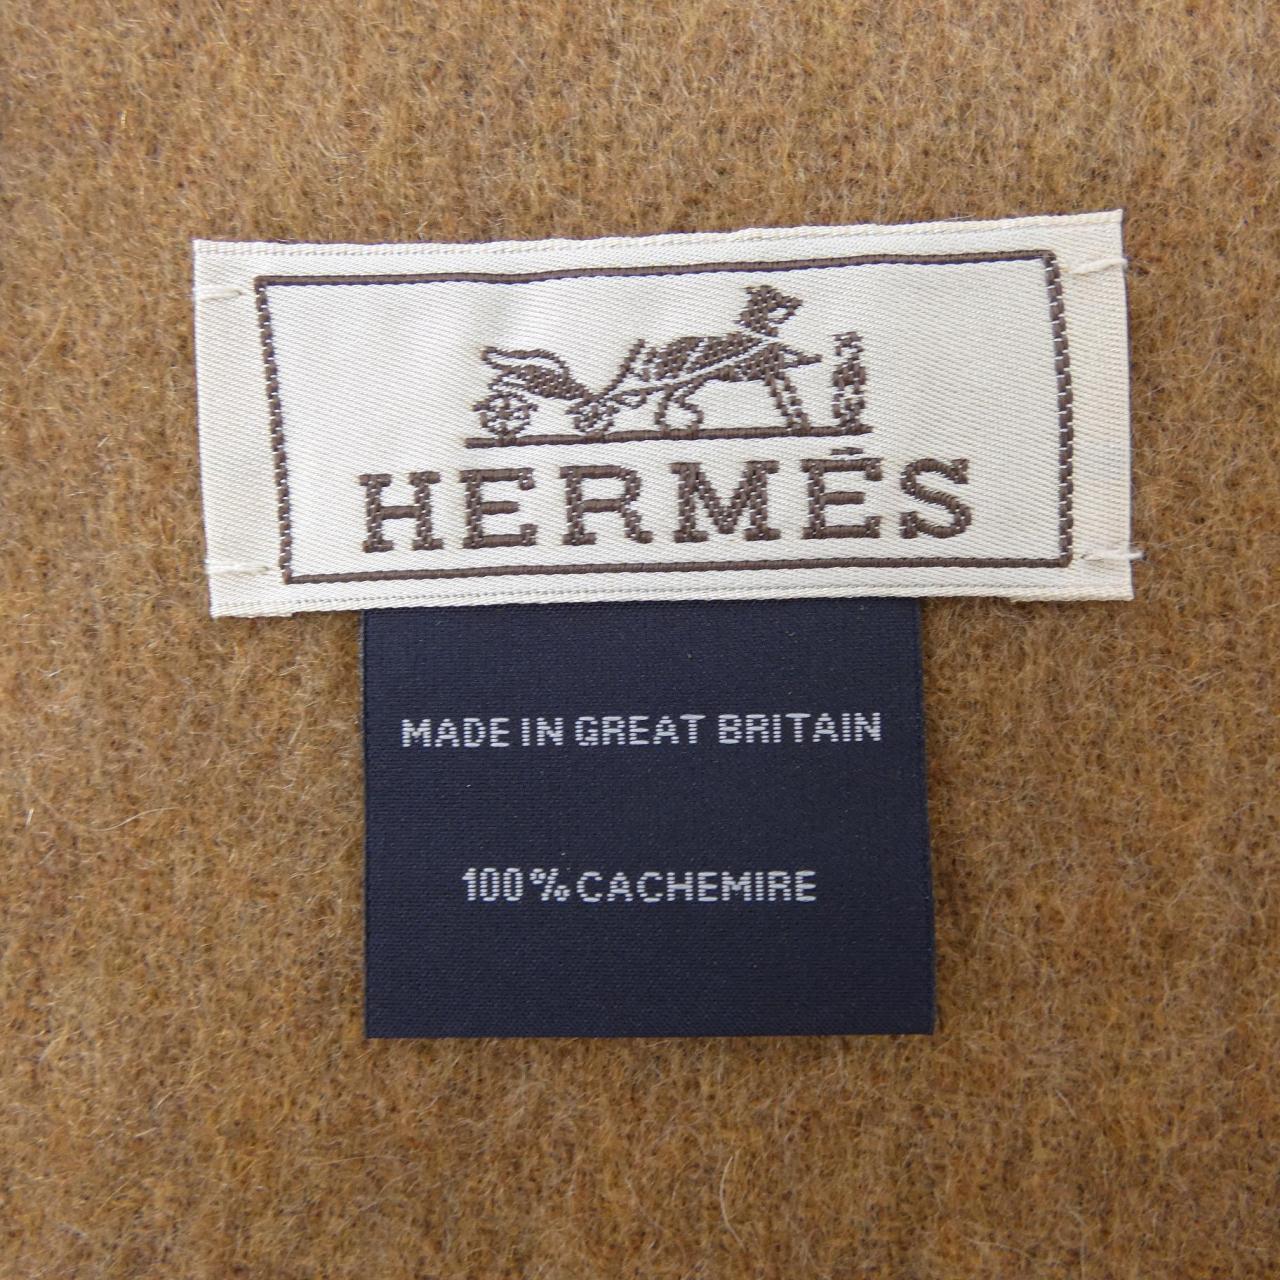 HERMÈS
MADE IN GREAT BRITAIN
100% CACHEMIRE